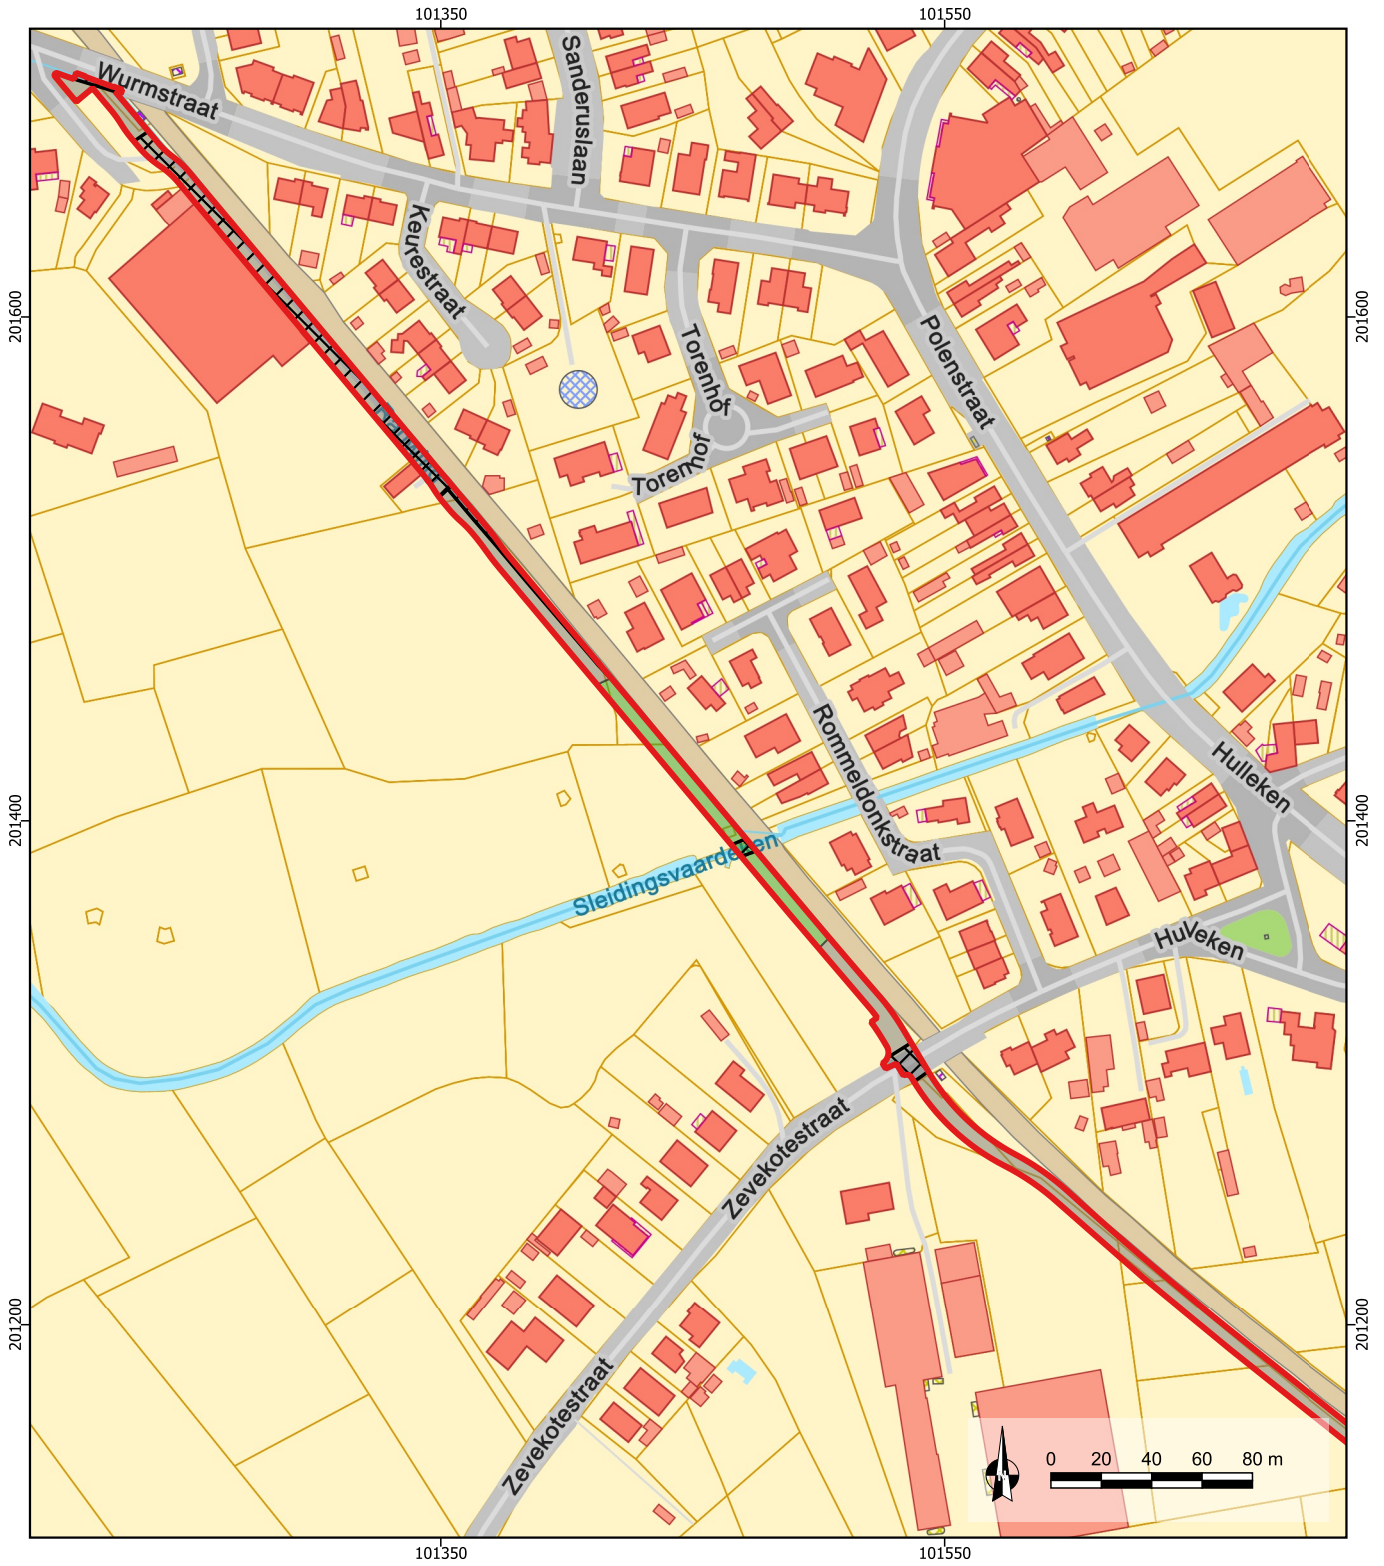 101350
101550
Wurmstraat
Sanderuslaan
Keurestraat
201600
201600
Torenhof
Polenstraat
Torenhof
Rommeldonkstraat
Hulleken
201400
201400
Sleidingsvaardeken
Hulleken
Zevekotestraat
201200
201200
Zevekotestraat
N
0 20 40 60 80 m
101350
101550